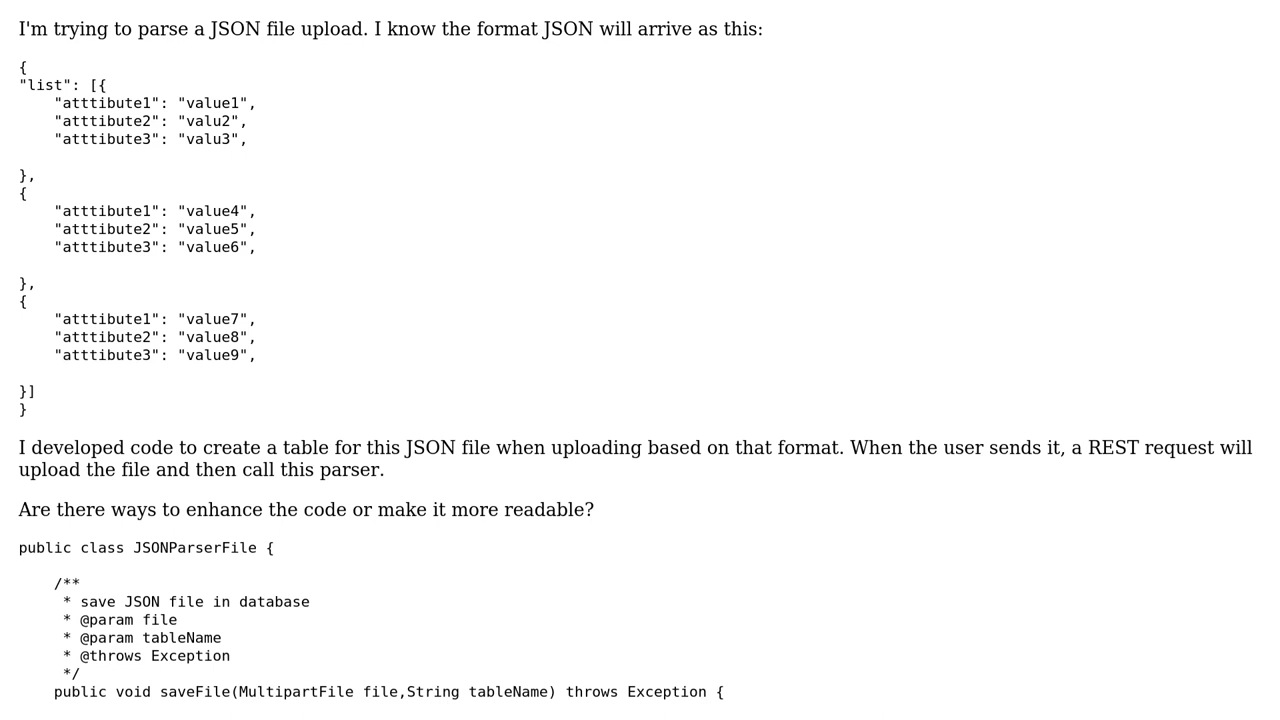 I'm trying to parse a JSON file upload. I know the format JSON will arrive as this:
{
"list": [{
    "atttibute1": "value1",
    "atttibute2": "valu2",
    "atttibute3": "valu3",
},
{
    "atttibute1": "value4",
    "atttibute2": "value5",
    "atttibute3": "value6",
},
{
    "atttibute1": "value7",
    "atttibute2": "value8",
    "atttibute3": "value9",
}]
}
I developed code to create a table for this JSON file when uploading based on that format. When the user sends it, a REST request will
upload the file and then call this parser.
Are there ways to enhance the code or make it more readable?
public class JSONParserFile {
    /**
     * save JSON file in database
     * @param file
     * @param tableName
     * @throws Exception
     */
    public void saveFile(MultipartFile file,String tableName) throws Exception {